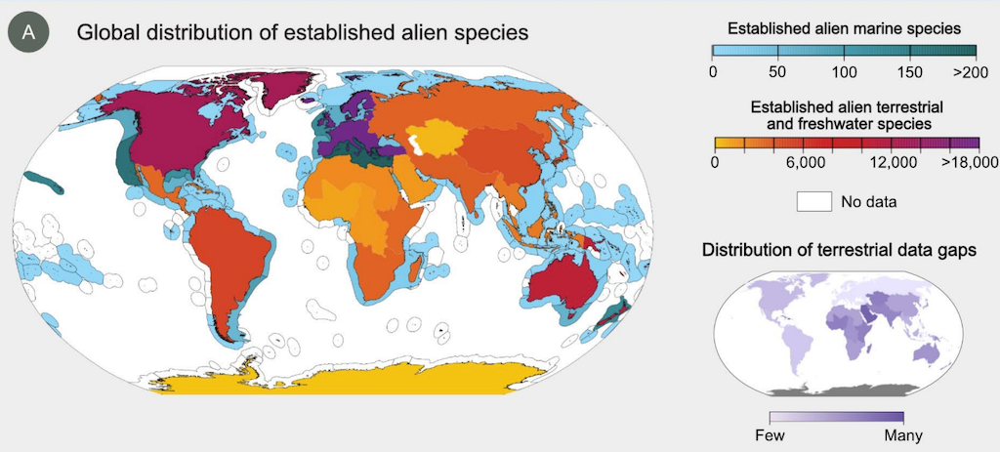 A
Global distribution of established alien species
Established alien marine species
0 50 100 150 >200
Established alien terrestrial
and freshwater species
0 6,000 12,000 >18,000
No data
Distribution of terrestrial data gaps
Few Many